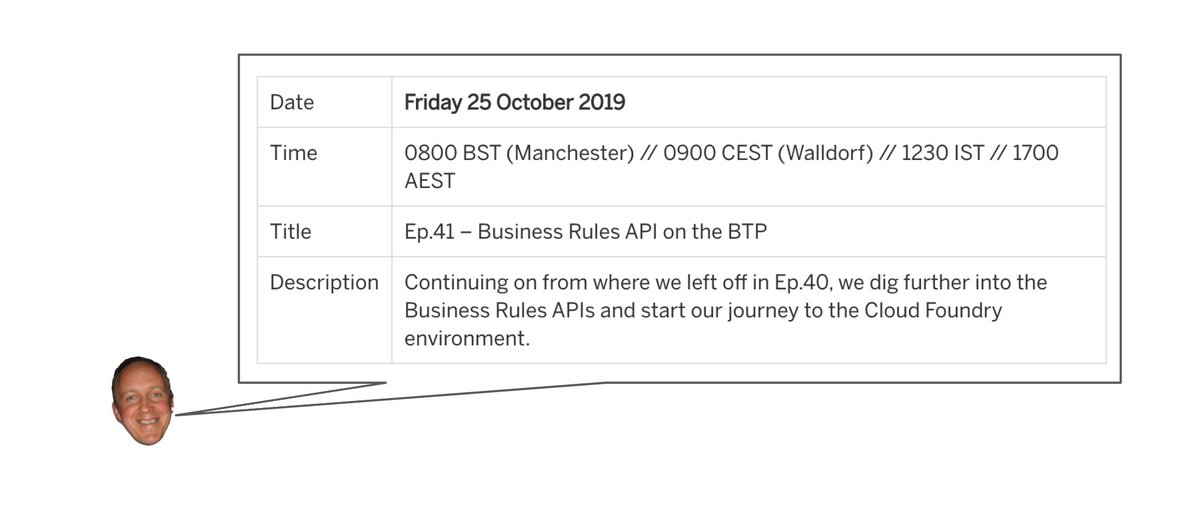 Date
Friday 25 October 2019
Time
0800 BST (Manchester) // 0900 CEST (Walldorf) // 1230 IST // 1700
AEST
Title
Ep.41 – Business Rules API on the BTP
Description
Continuing on from where we left off in Ep.40, we dig further into the
Business Rules APIs and start our journey to the Cloud Foundry
environment.